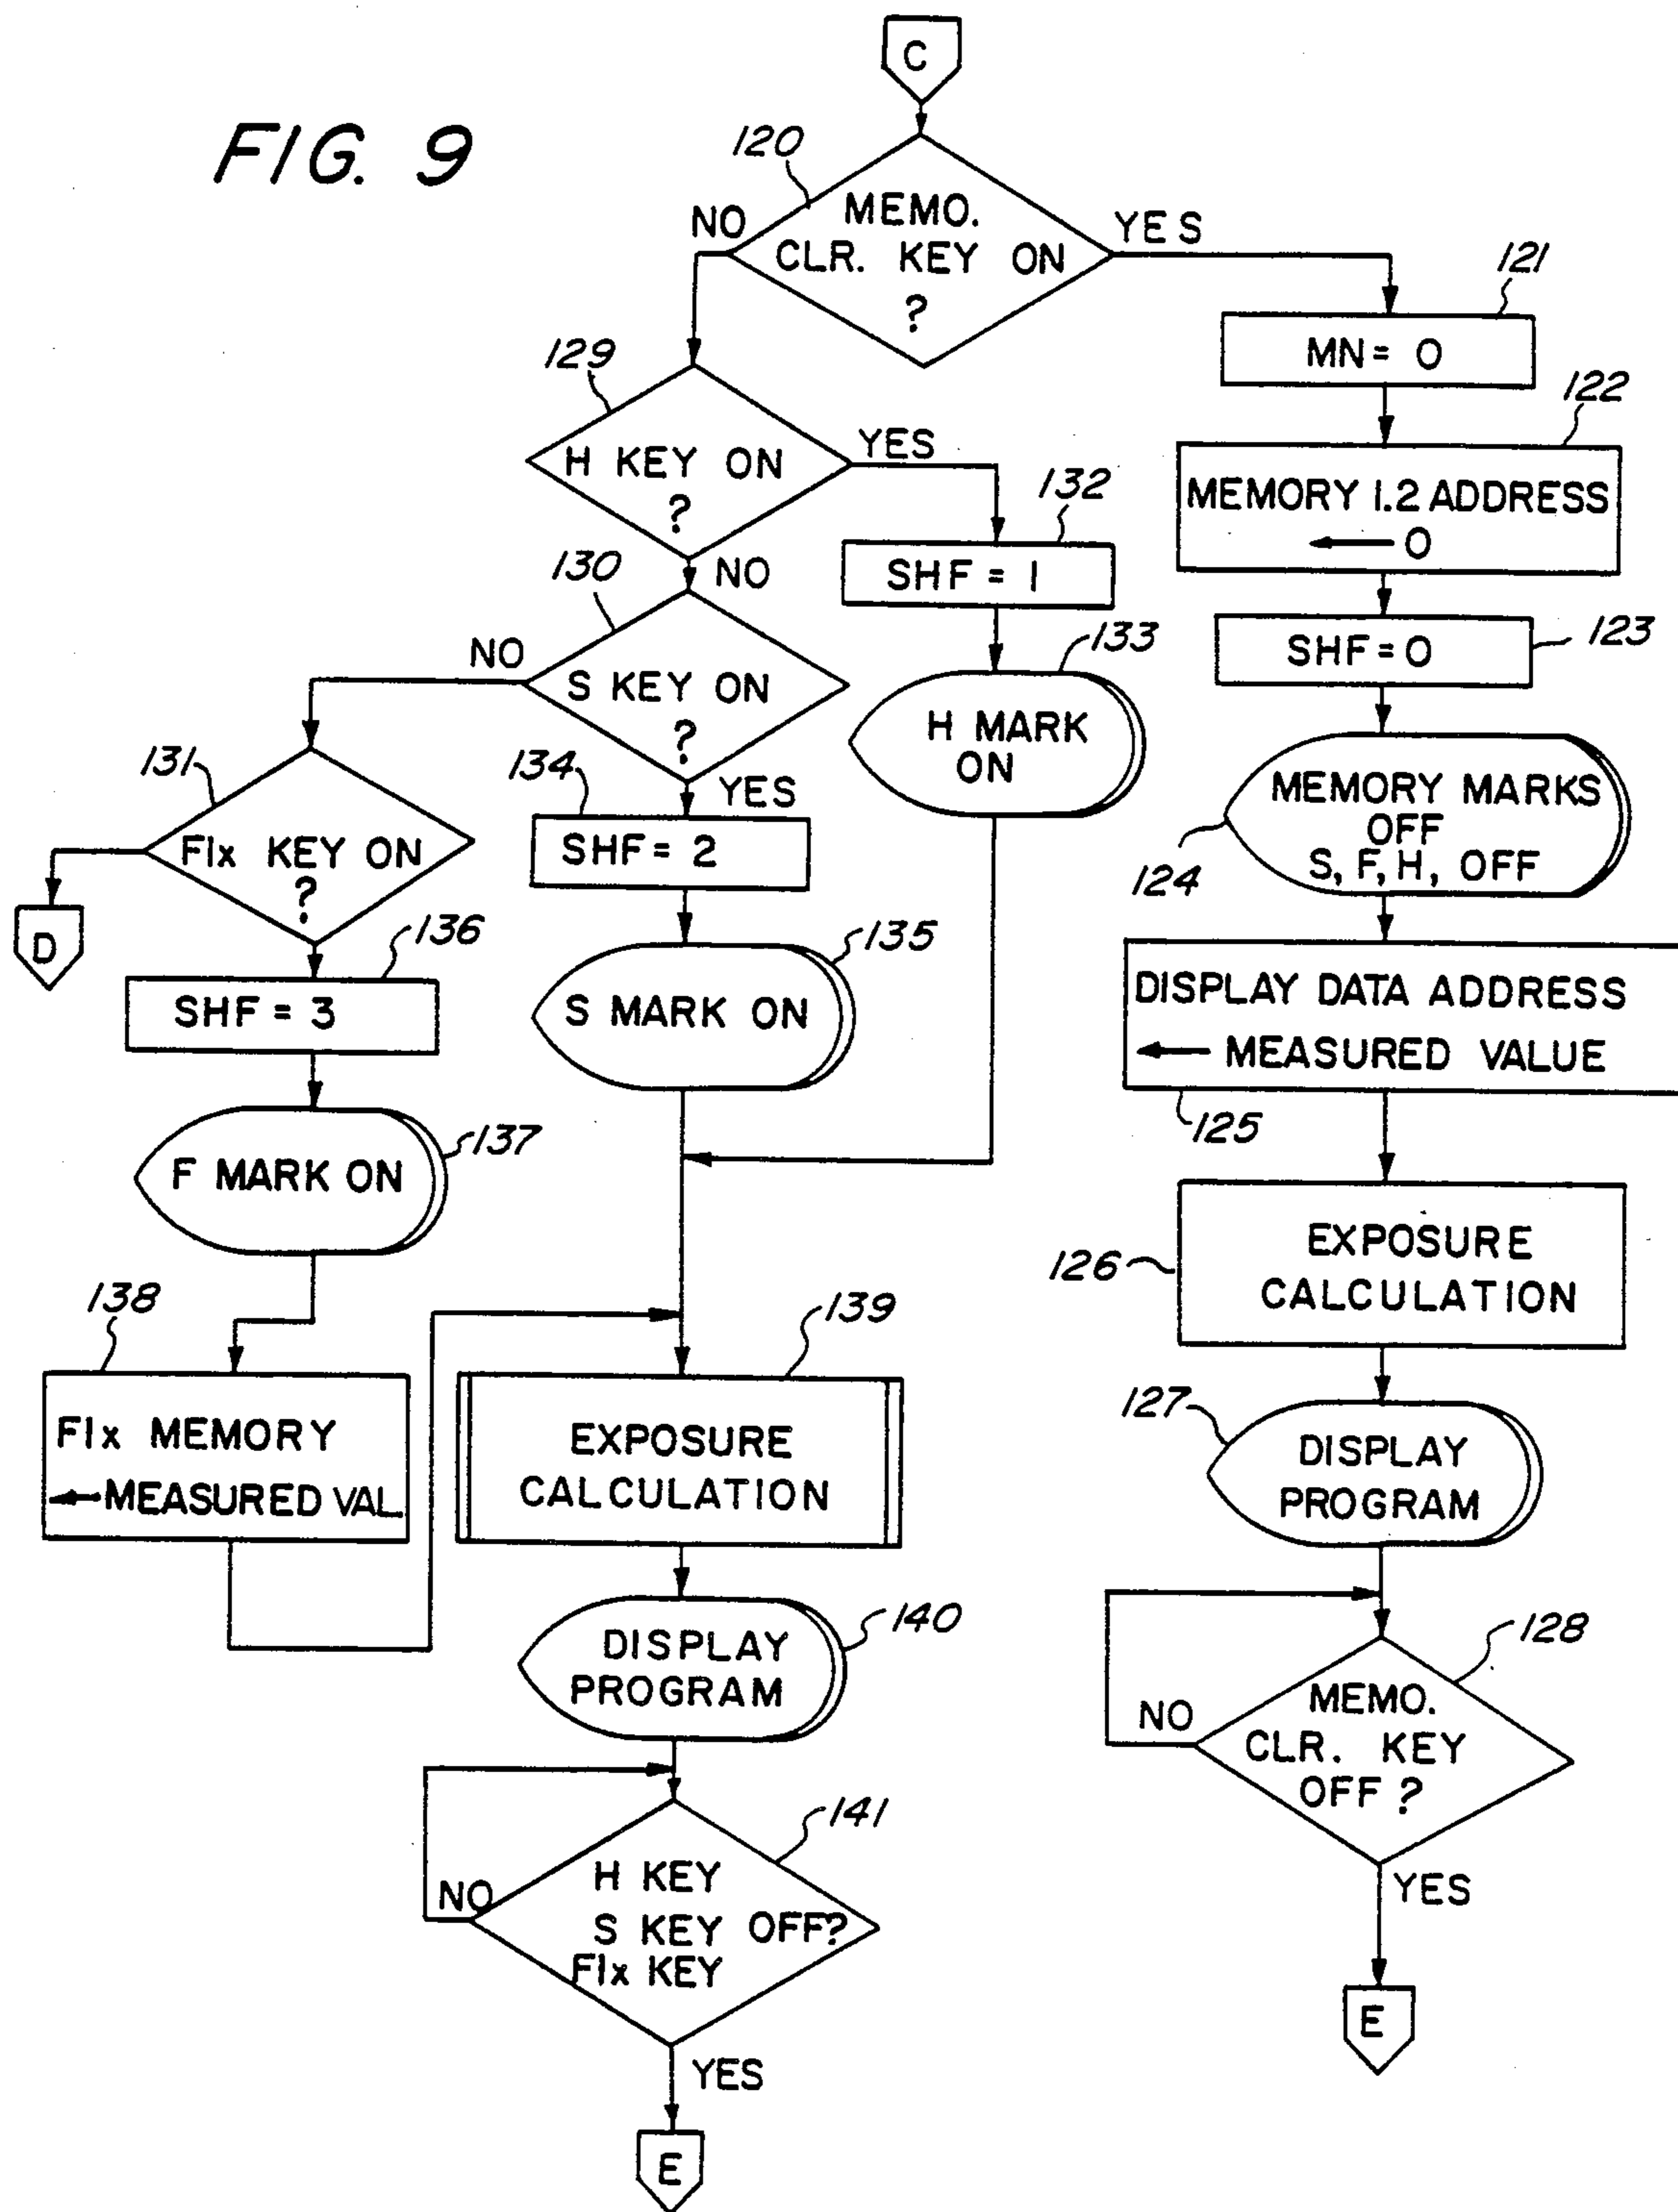 C
FIG. 9
120
MEMO.
CLR. KEY ON
?
NO
YES
121
MN = 0
129
H KEY ON
?
YES
NO
122
MEMORY 1.2 ADDRESS
← 0
132
SHF = 1
130
S KEY ON
?
NO
YES
123
SHF = 0
133
H MARK
ON
131
FIx KEY ON
?
D
134
SHF = 2
MEMORY MARKS
OFF
S, F, H, OFF
124
136
SHF = 3
135
S MARK ON
DISPLAY DATA ADDRESS
← MEASURED VALUE
125
137
F MARK ON
126
EXPOSURE
CALCULATION
138
FIx MEMORY
← MEASURED VAL.
139
EXPOSURE
CALCULATION
127
DISPLAY
PROGRAM
140
DISPLAY
PROGRAM
128
MEMO.
CLR. KEY
OFF ?
NO
YES
141
H KEY
S KEY OFF?
FIx KEY
NO
YES
E
E